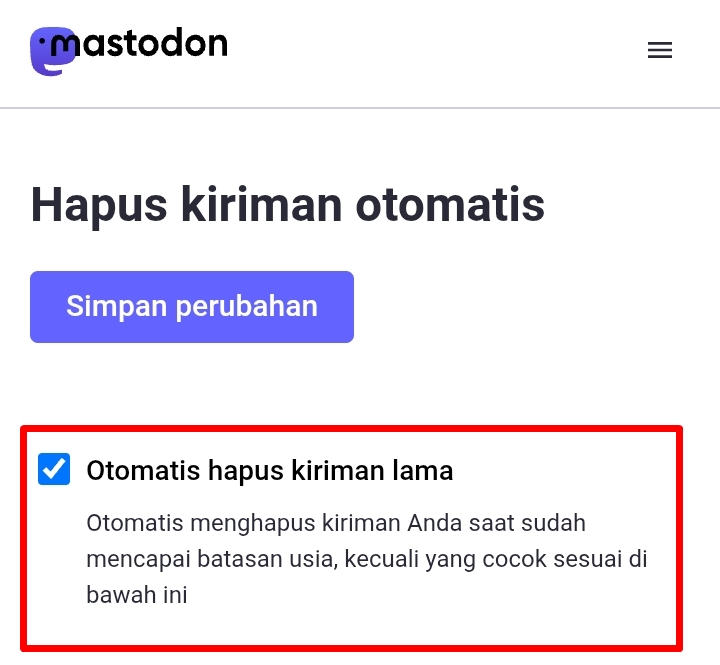 mastodon
Hapus kiriman otomatis
Simpan perubahan
Otomatis hapus kiriman lama
Otomatis menghapus kiriman Anda saat sudah
mencapai batasan usia, kecuali yang cocok sesuai di
bawah ini